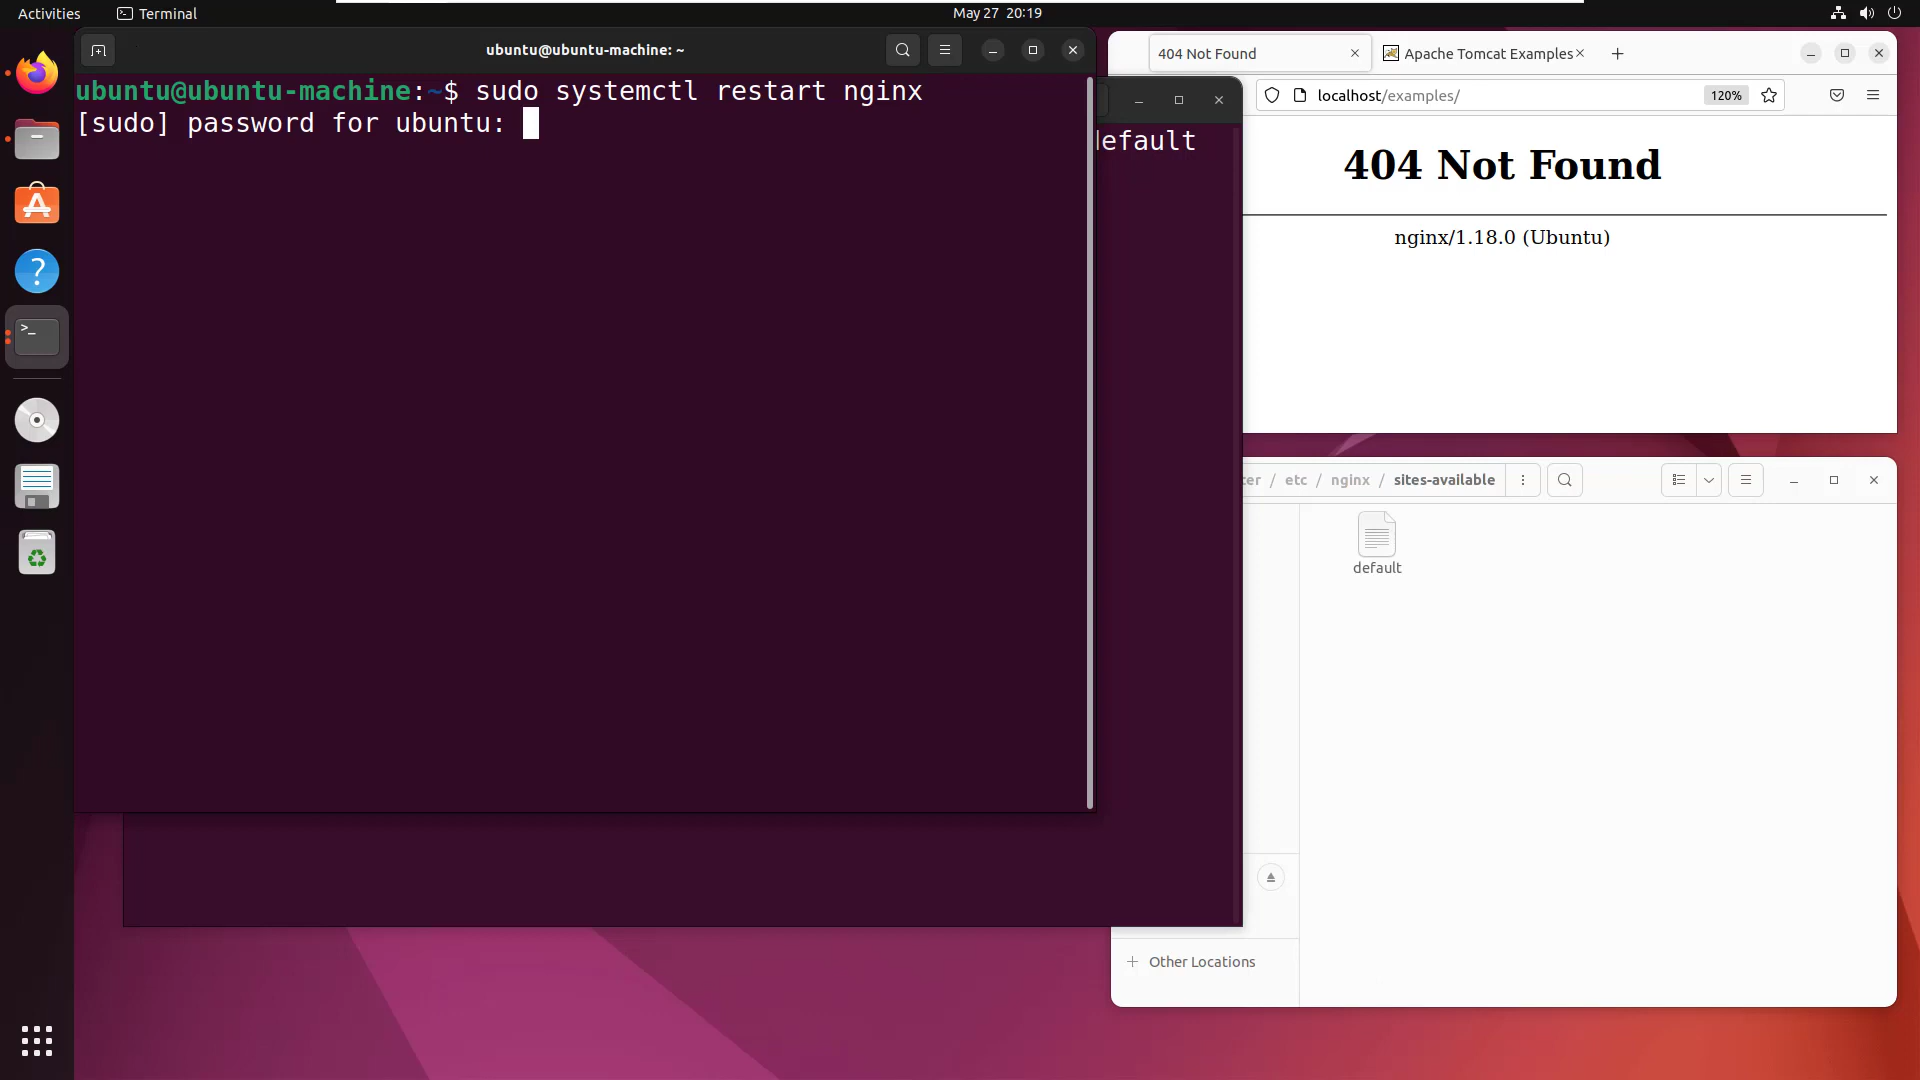 Activities
Terminal
May 27 20:19
ubuntu@ubuntu-machine: ~
ubuntu@ubuntu-machine:~$ sudo systemctl restart nginx
[sudo] password for ubuntu:
default
404 Not Found
Apache Tomcat Examples
localhost/examples/
120%
404 Not Found
nginx/1.18.0 (Ubuntu)
/ etc / nginx / sites-available
default
Other Locations